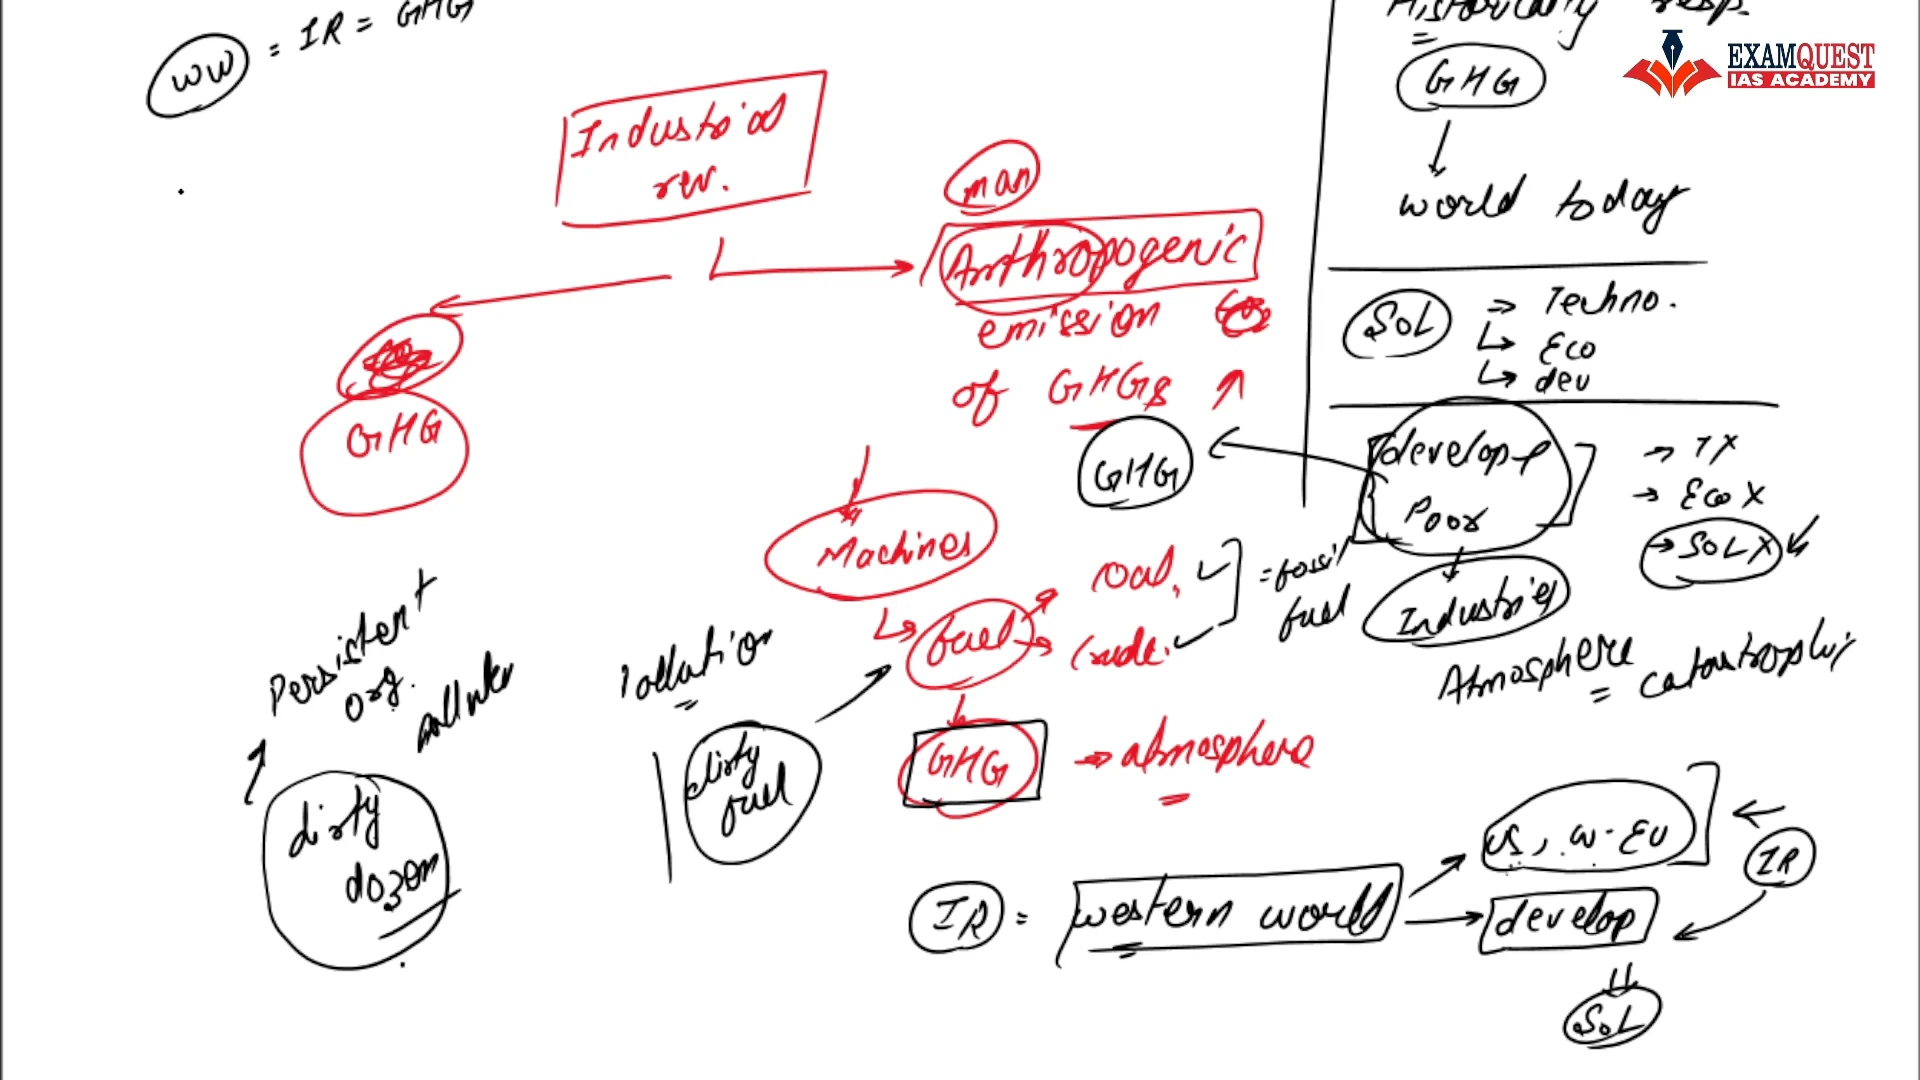 WW = IR = GHG
Historically resp.
GHG
EXAMQUEST
IAS ACADEMY
world today
Industrial
rev.
man
Anthropogenic
emission
of GHGs ↑
GHG
SOL ⇒ Techno.
↳ Eco
↳ dev
GHG
develop
Poor
→ TX
→ Eco X
→ SOL X
Industries
Machines
↳ fuel
coal, ✓
Crude. ✓
= fossil
fuel
GHG → atmosphere
Atmosphere
= catastrophic
Persistent
Org.
Pollution
dirty
fuel
dirty
dozen
IR = western world
US, W. EU
develop
IR
SOL